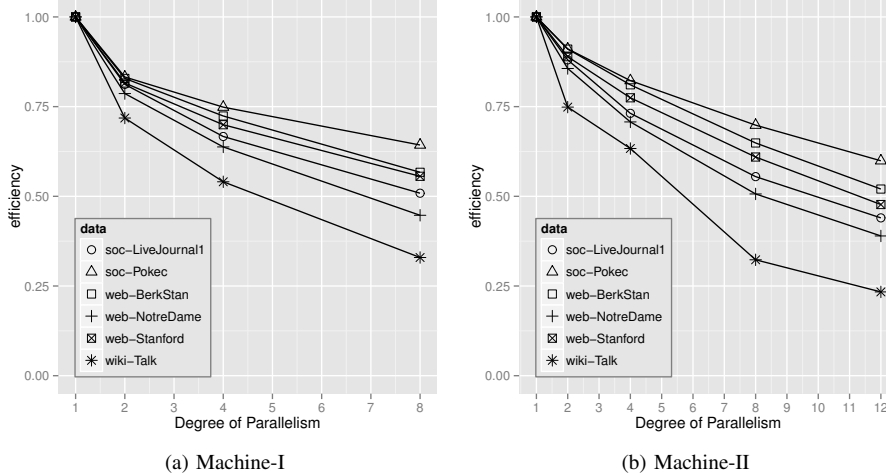 1.00
0.75
0.50
0.25
0.00
efficiency
data
soc−LiveJournal1
soc−Pokec
web−BerkStan
web−NotreDame
web−Stanford
wiki−Talk
1 2 3 4 5 6 7 8
Degree of Parallelism
(a) Machine-I
1.00
0.75
0.50
0.25
0.00
efficiency
data
soc−LiveJournal1
soc−Pokec
web−BerkStan
web−NotreDame
web−Stanford
wiki−Talk
1 2 3 4 5 6 7 8 9 10 11 12
Degree of Parallelism
(b) Machine-II